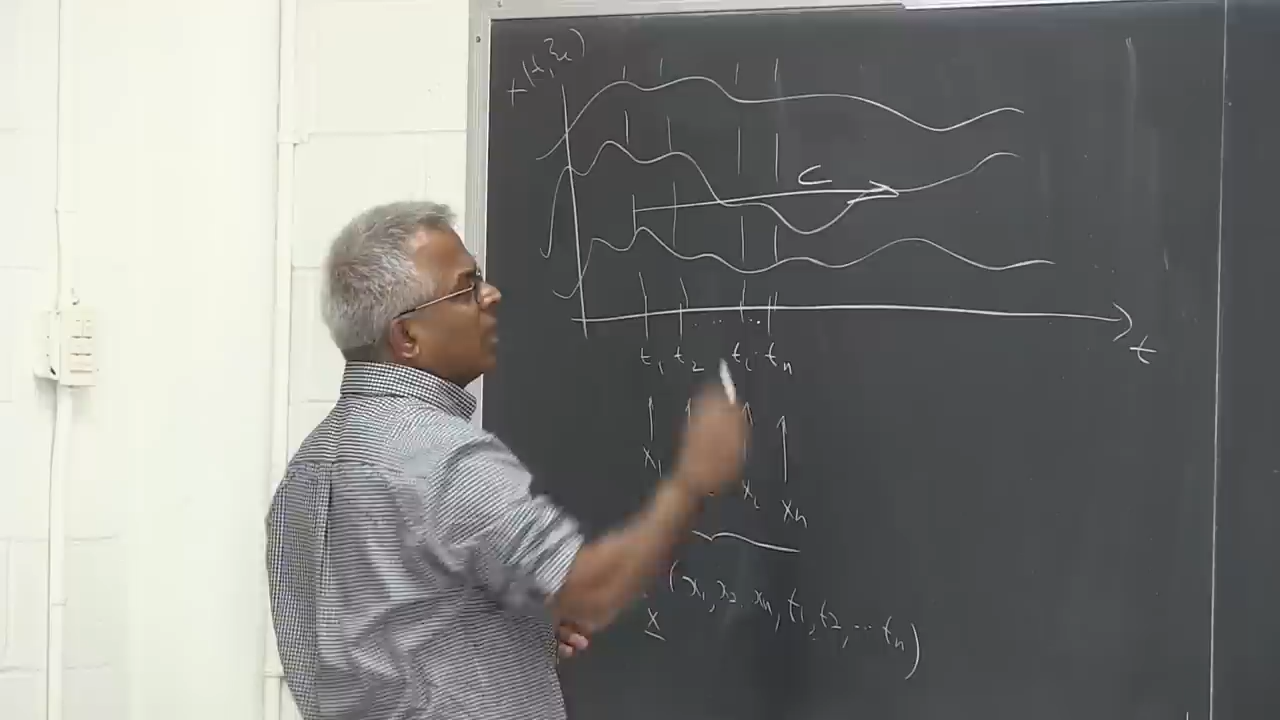 x(t, ξ)
c
t₁ t₂ ..... tᵢ .. tₙ
t
x₁ xᵢ xₙ
(x₁, x₂, xₙ, t₁, t₂, ... tₙ)
X